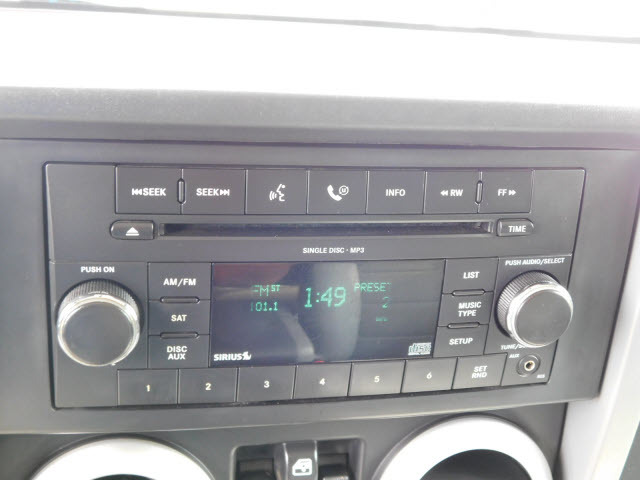 SEEK
SEEK
INFO
RW
FF
TIME
SINGLE DISC - MP3
PUSH ON
PUSH AUDIO/SELECT
AM/FM
SAT
DISC
AUX
FM ST
101.1
1:49
PRESET
2
SIRIUS
LIST
MUSIC
TYPE
SETUP
SET
RND
AUX
1
2
3
4
5
6